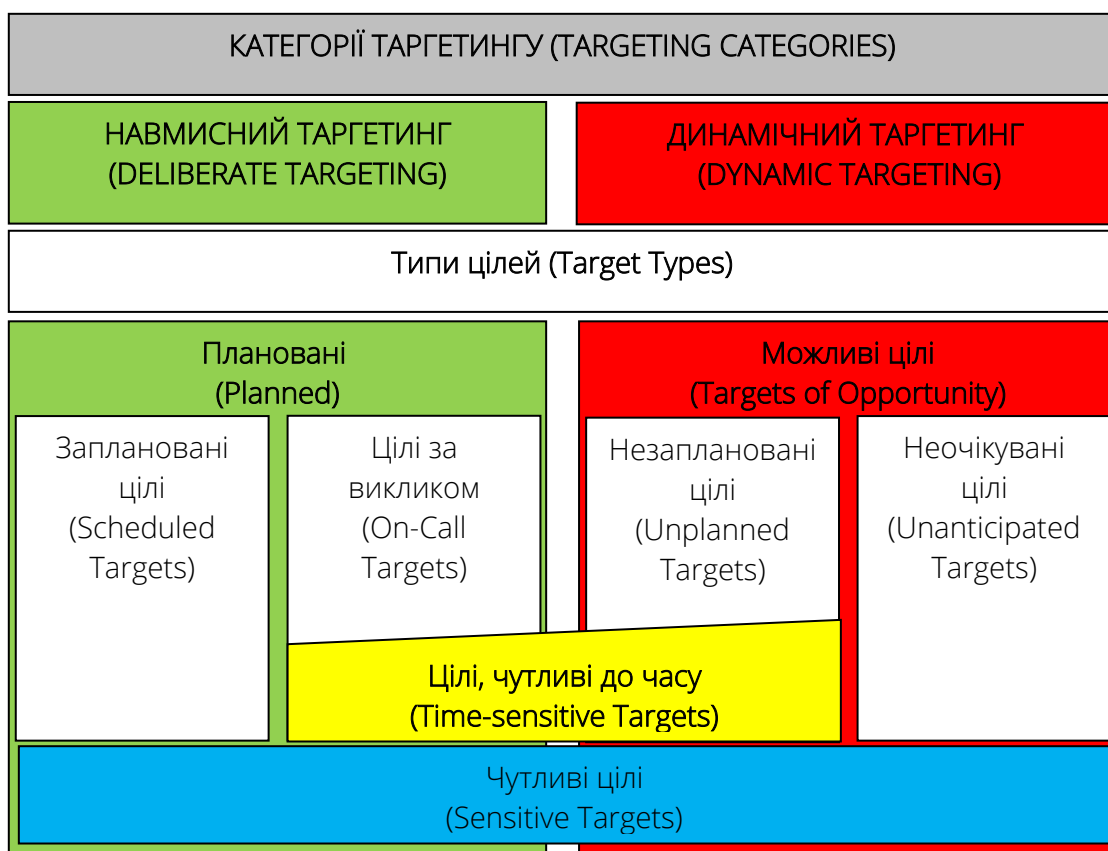 КАТЕГОРІЇ ТАРГЕТИНГУ (TARGETING CATEGORIES)
НАВМИСНИЙ ТАРГЕТИНГ
(DELIBERATE TARGETING)
ДИНАМІЧНИЙ ТАРГЕТИНГ
(DYNAMIC TARGETING)
Типи цілей (Target Types)
Плановані
(Planned)
Заплановані
цілі
(Scheduled
Targets)
Цілі за
викликом
(On-Call
Targets)
Можливі цілі
(Targets of Opportunity)
Незаплановані
цілі
(Unplanned
Targets)
Неочікувані
цілі
(Unanticipated
Targets)
Цілі, чутливі до часу
(Time-sensitive Targets)
Чутливі цілі
(Sensitive Targets)